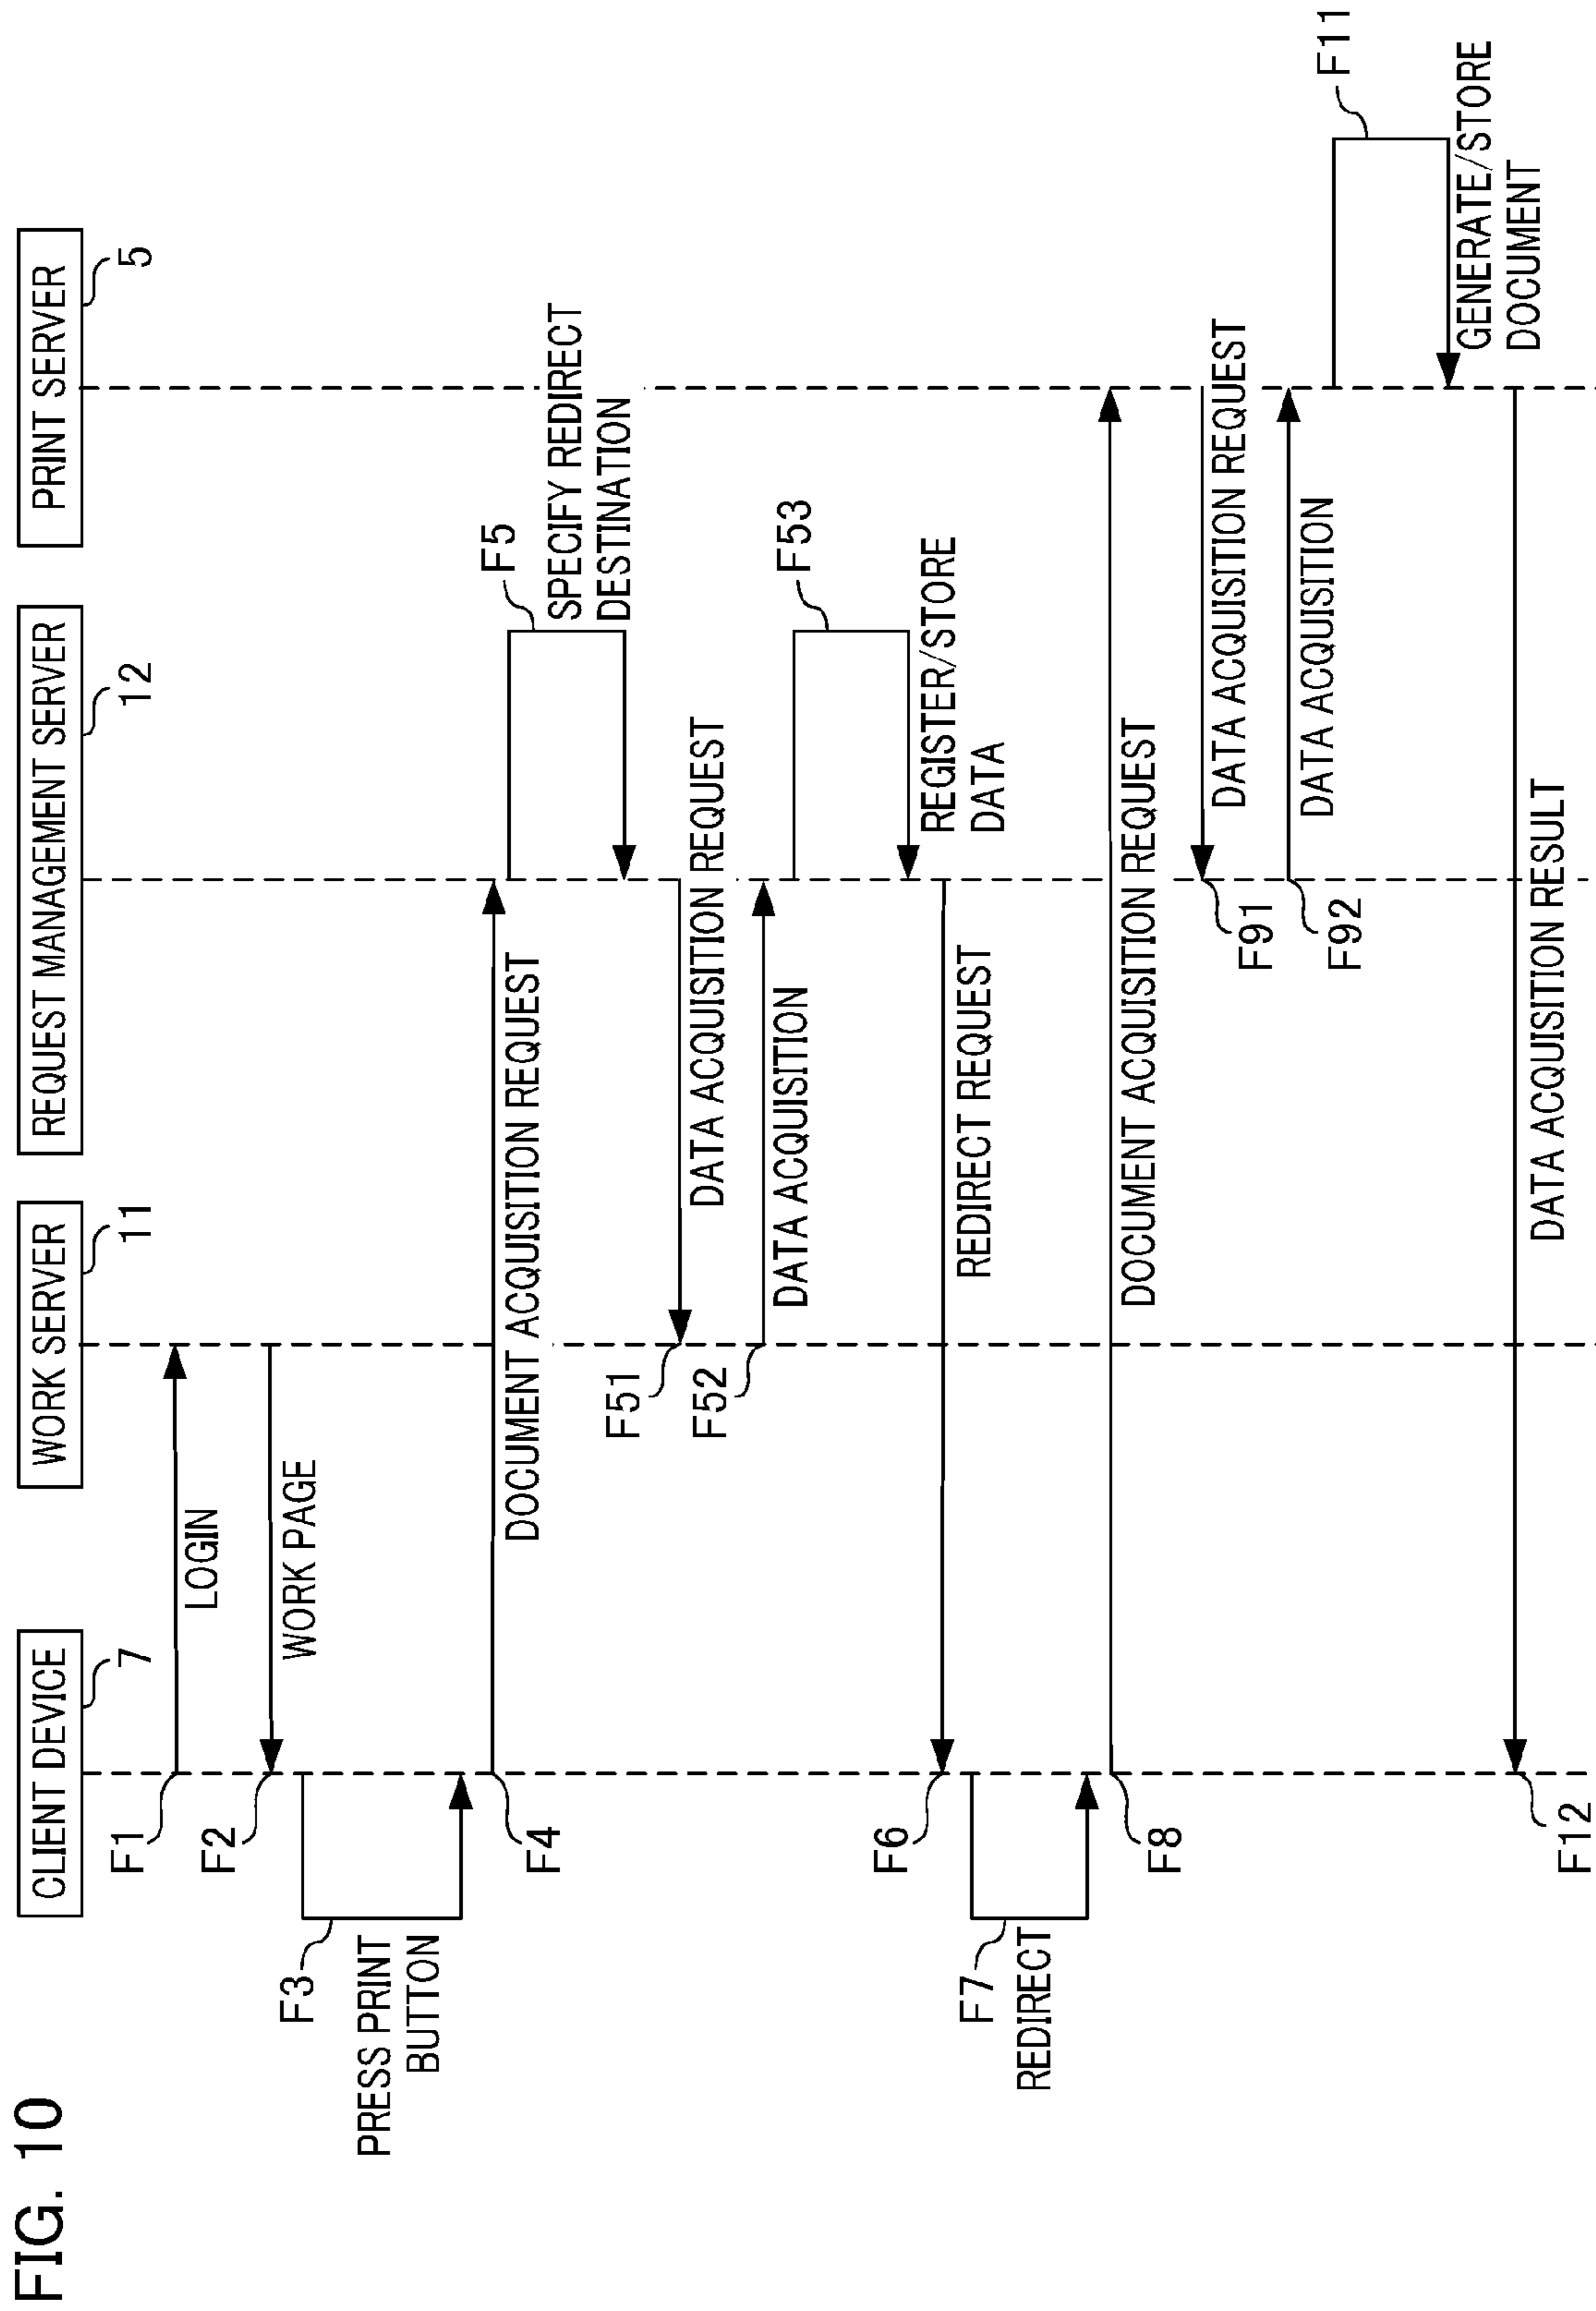 FIG. 10
CLIENT DEVICE
7
WORK SERVER
11
REQUEST MANAGEMENT SERVER
12
PRINT SERVER
5
F1
LOGIN
F2
WORK PAGE
F3
PRESS PRINT
BUTTON
F4
DOCUMENT ACQUISITION REQUEST
F5
SPECIFY REDIRECT
DESTINATION
F51
DATA ACQUISITION REQUEST
F52
DATA ACQUISITION
F53
REGISTER/STORE
DATA
F6
REDIRECT REQUEST
F7
REDIRECT
F8
DOCUMENT ACQUISITION REQUEST
F91
DATA ACQUISITION REQUEST
F92
DATA ACQUISITION
F11
GENERATE/STORE
DOCUMENT
F12
DATA ACQUISITION RESULT